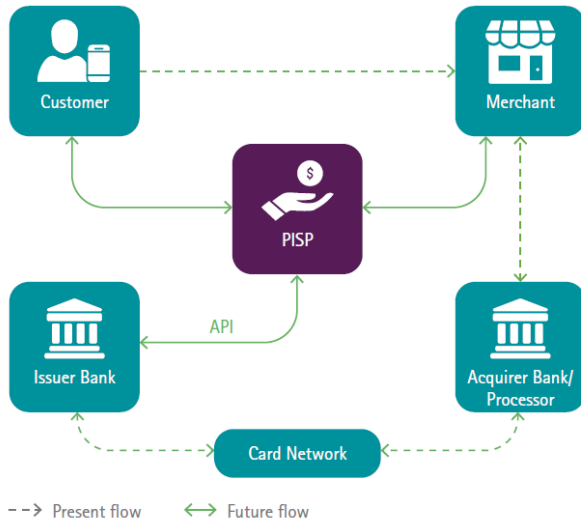 Customer
Merchant
$
PISP
API
Issuer Bank
Acquirer Bank/
Processor
Card Network
Present flow
Future flow